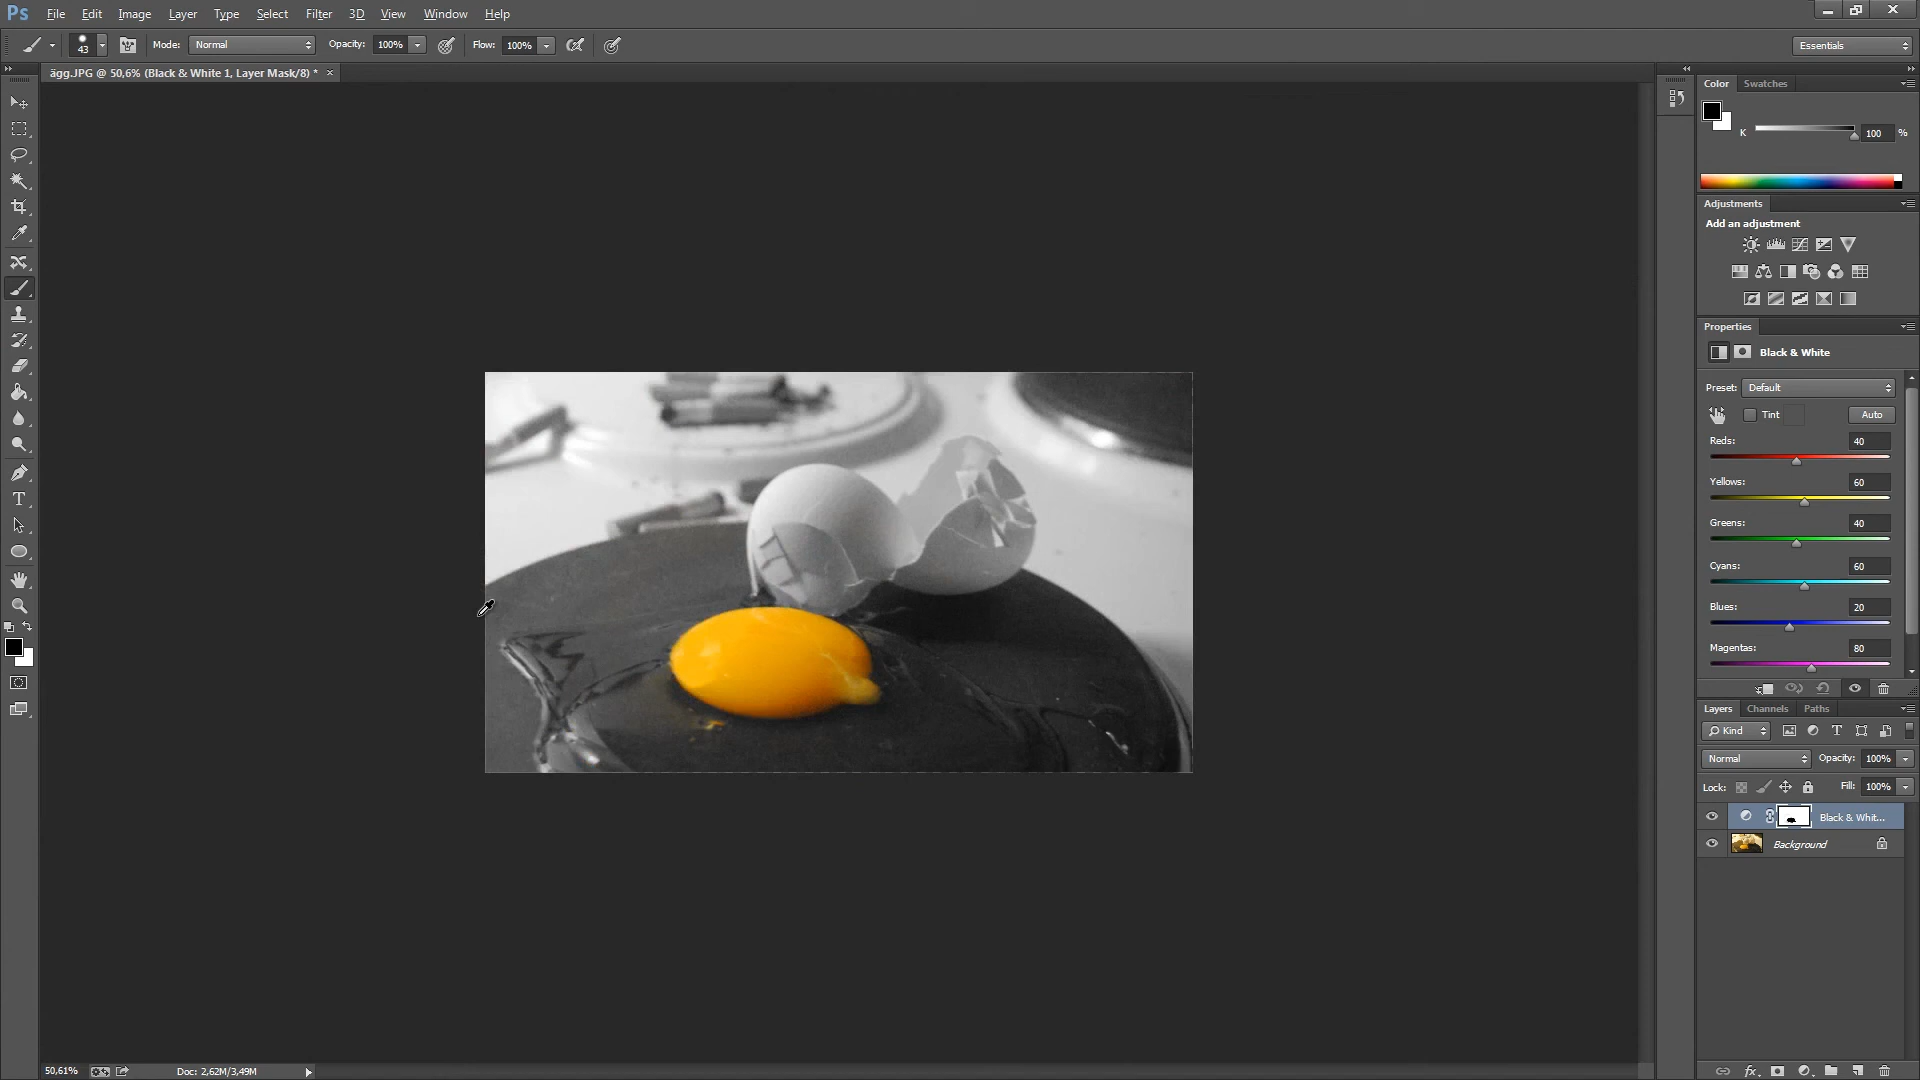 Ps File Edit Image Layer Type Select Filter 3D View Window Help
43 Mode: Normal Opacity: 100% Flow: 100% Essentials
ägg.JPG @ 50,6% (Black & White 1, Layer Mask/8) * ×
Color Swatches
K 100 %
Adjustments
Add an adjustment
Properties
Black & White
Preset: Default
Tint Auto
Reds: 40
Yellows: 60
Greens: 40
Cyans: 60
Blues: 20
Magentas: 80
Layers Channels Paths
Kind
Normal Opacity: 100%
Lock: Fill: 100%
Black & Whit...
Background
50,61% Doc: 2,62M/3,49M